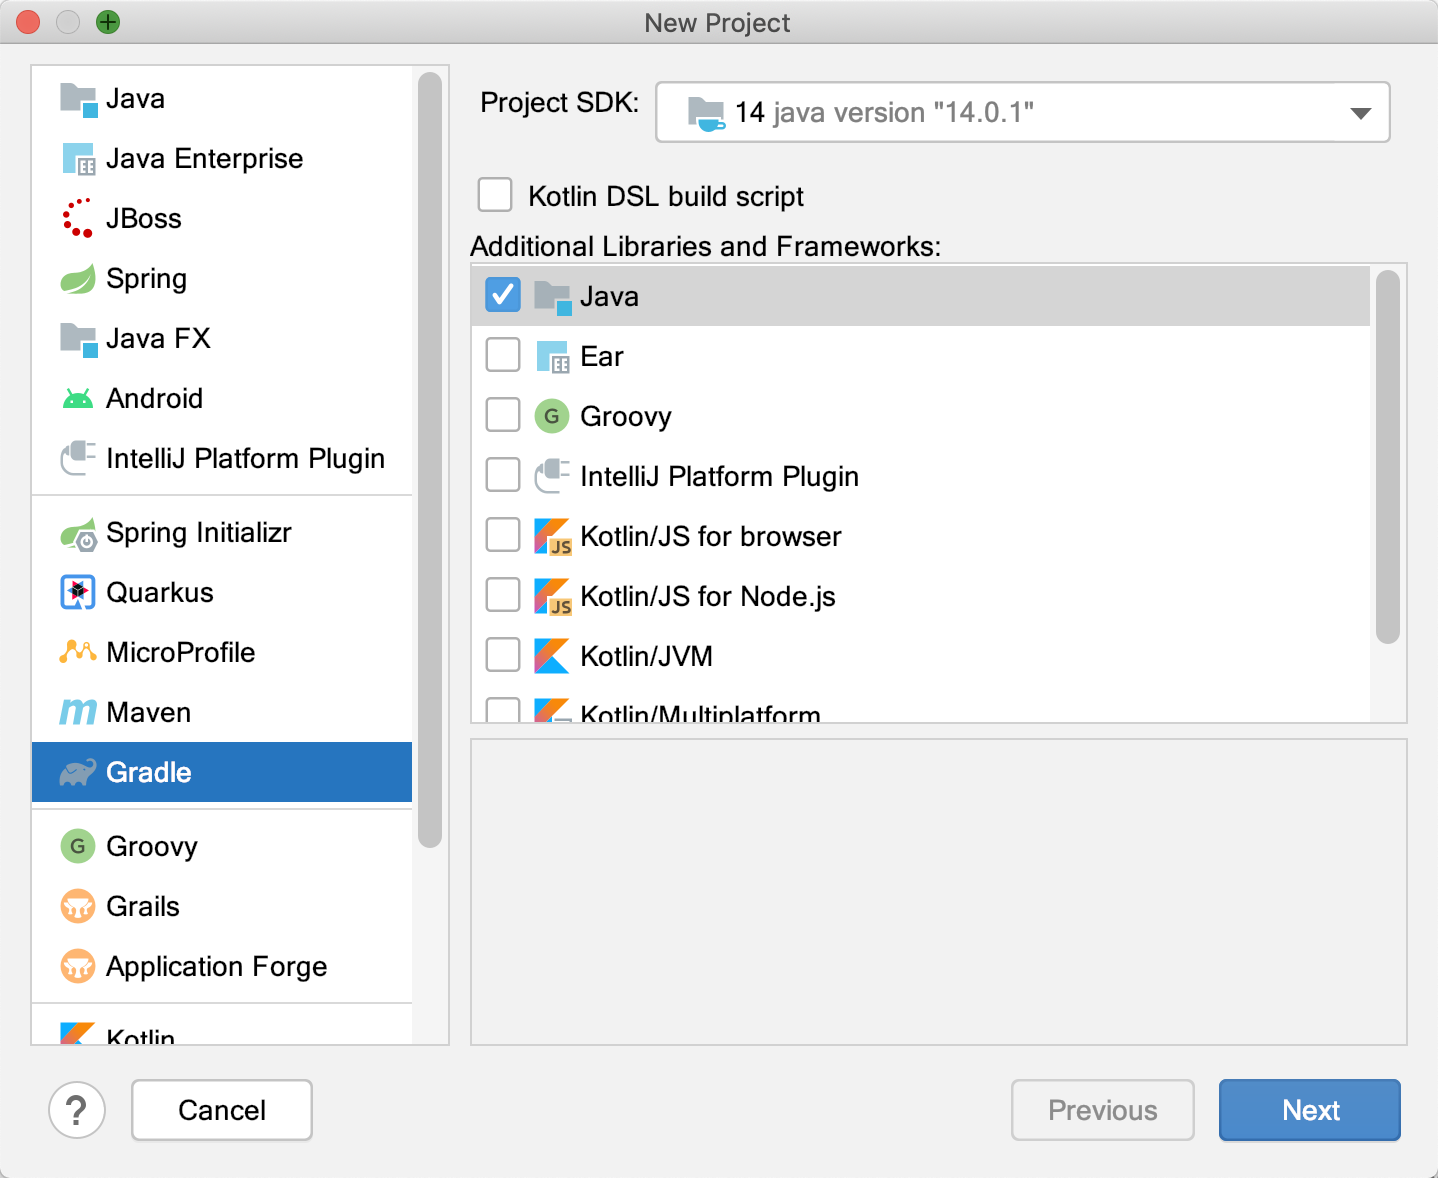 New Project
Java
Java Enterprise
JBoss
Spring
Java FX
Android
IntelliJ Platform Plugin
Spring Initializr
Quarkus
MicroProfile
Maven
Gradle
G Groovy
Grails
Application Forge
Kotlin
Project SDK: 14 java version "14.0.1"
Kotlin DSL build script
Additional Libraries and Frameworks:
Java
Ear
G Groovy
IntelliJ Platform Plugin
JS Kotlin/JS for browser
JS Kotlin/JS for Node.js
Kotlin/JVM
Kotlin/Multiplatform
? Cancel Previous Next